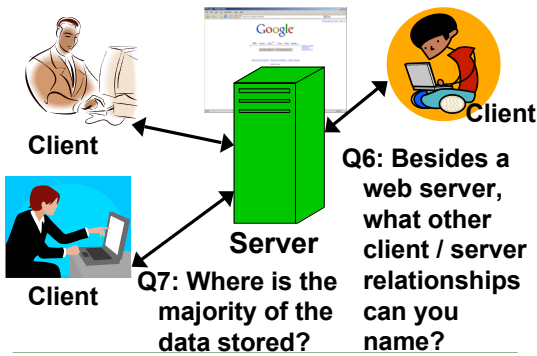 Google
Client
Client
Client
Server
Q6: Besides a
web server,
what other
client / server
relationships
can you
name?
Q7: Where is the
majority of the
data stored?